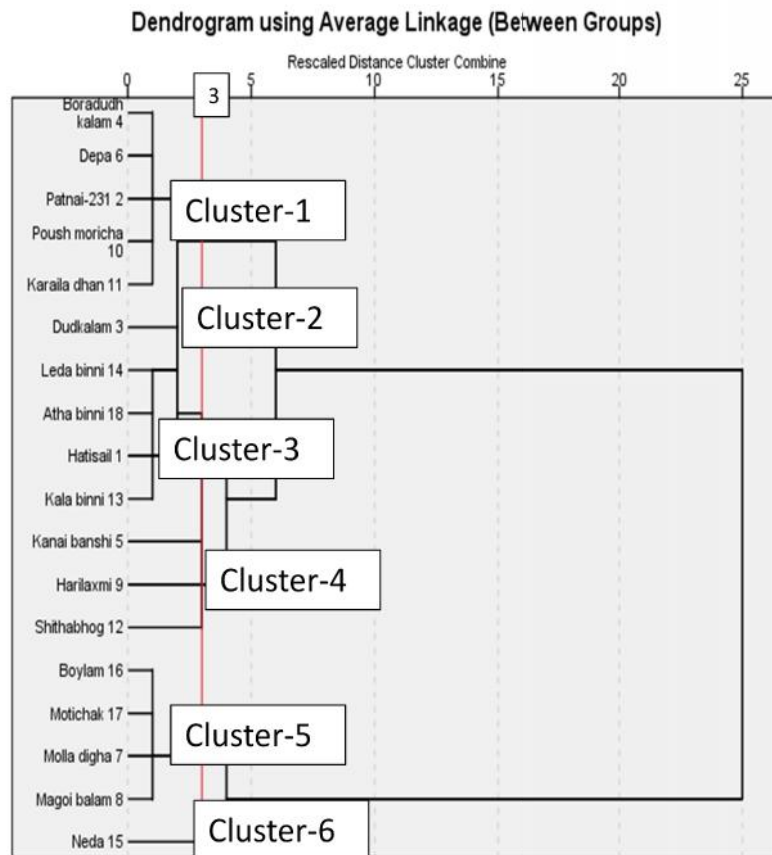 Dendrogram using Average Linkage (Between Groups)
Rescaled Distance Cluster Combine
0 3 5 10 15 20 25
Boradudh
kalam 4
Depa 6
Patnai-231 2
Cluster-1
Poush moricha
10
Karaila dhan 11
Dudkalam 3
Cluster-2
Leda binni 14
Atha binni 18
Hatisail 1
Cluster-3
Kala binni 13
Kanai banshi 5
Harilaxmi 9
Cluster-4
Shithabhog 12
Boylam 16
Motichak 17
Cluster-5
Molla digha 7
Magoi balam 8
Neda 15
Cluster-6